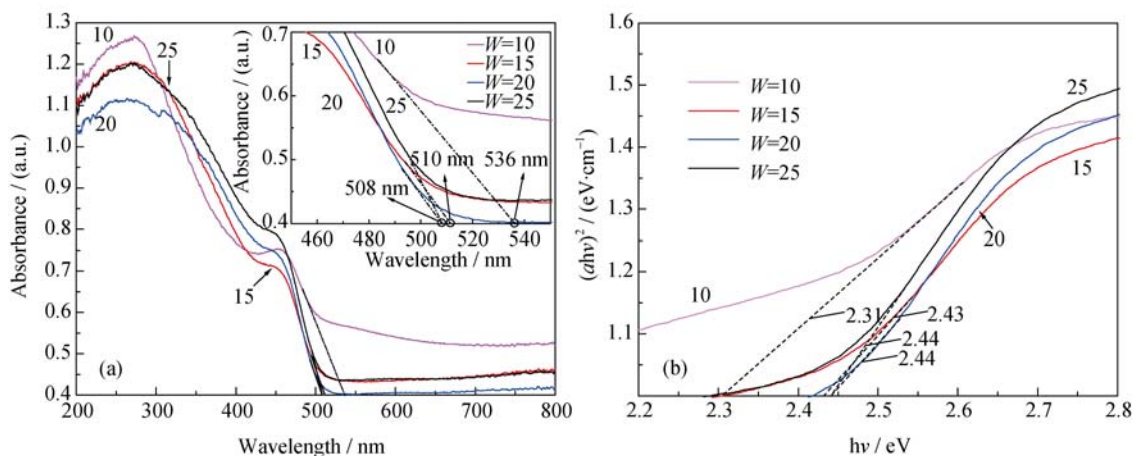 1.3
1.2
1.1
1.0
0.9
0.8
0.7
0.6
0.5
0.4
Absorbance / (a.u.)
10
25
20
15
(a)
200 300 400 500 600 700 800
Wavelength / nm
0.7
0.6
0.5
0.4
Absorbance / (a.u.)
15
10
20
25
W=10
W=15
W=20
W=25
510 nm
536 nm
508 nm
460 480 500 520 540
Wavelength / nm
1.6
1.5
1.4
1.3
1.2
1.1
(ahν)² / (eV·cm⁻¹)
W=10
W=15
W=20
W=25
25
15
20
10
2.31
2.43
2.44
2.44
(b)
2.2 2.3 2.4 2.5 2.6 2.7 2.8
hν / eV